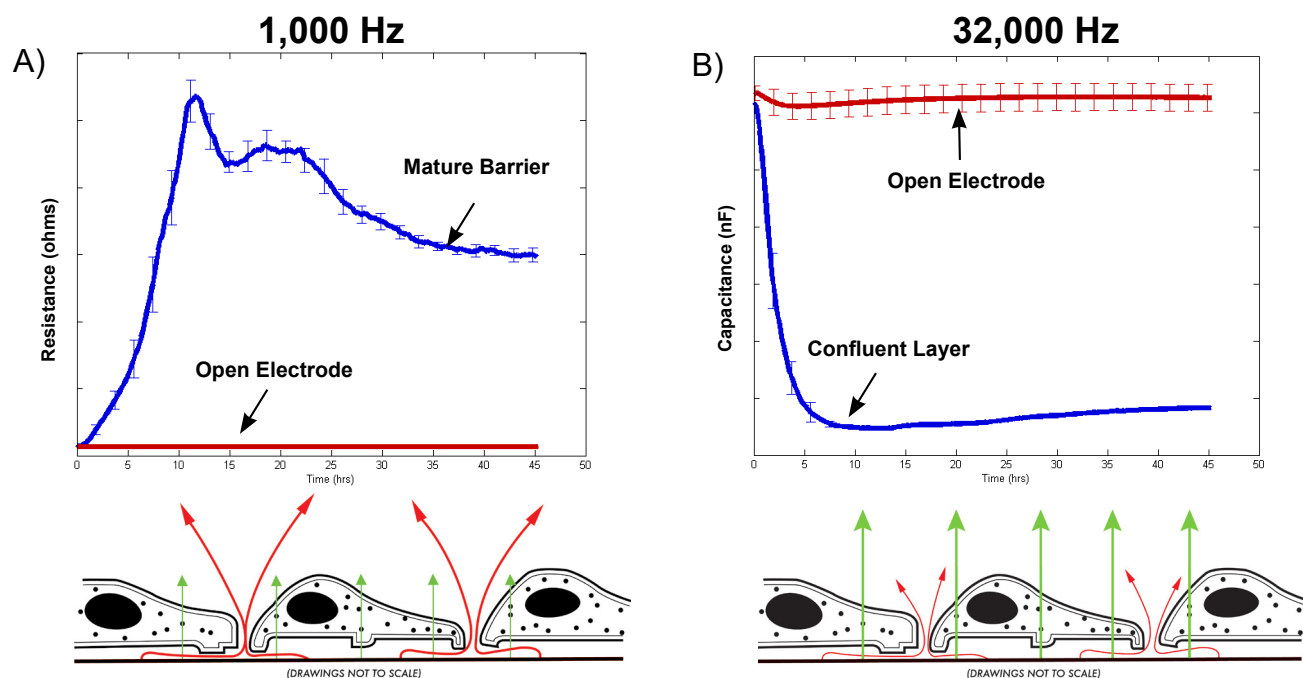 1,000 Hz
A)
Resistance (ohms)
Mature Barrier
Open Electrode
0 5 10 15 20 25 30 35 40 45 50
Time (hrs)
(DRAWINGS NOT TO SCALE)
32,000 Hz
B)
Capacitance (nF)
Open Electrode
Confluent Layer
0 5 10 15 20 25 30 35 40 45 50
Time (hrs)
(DRAWINGS NOT TO SCALE)